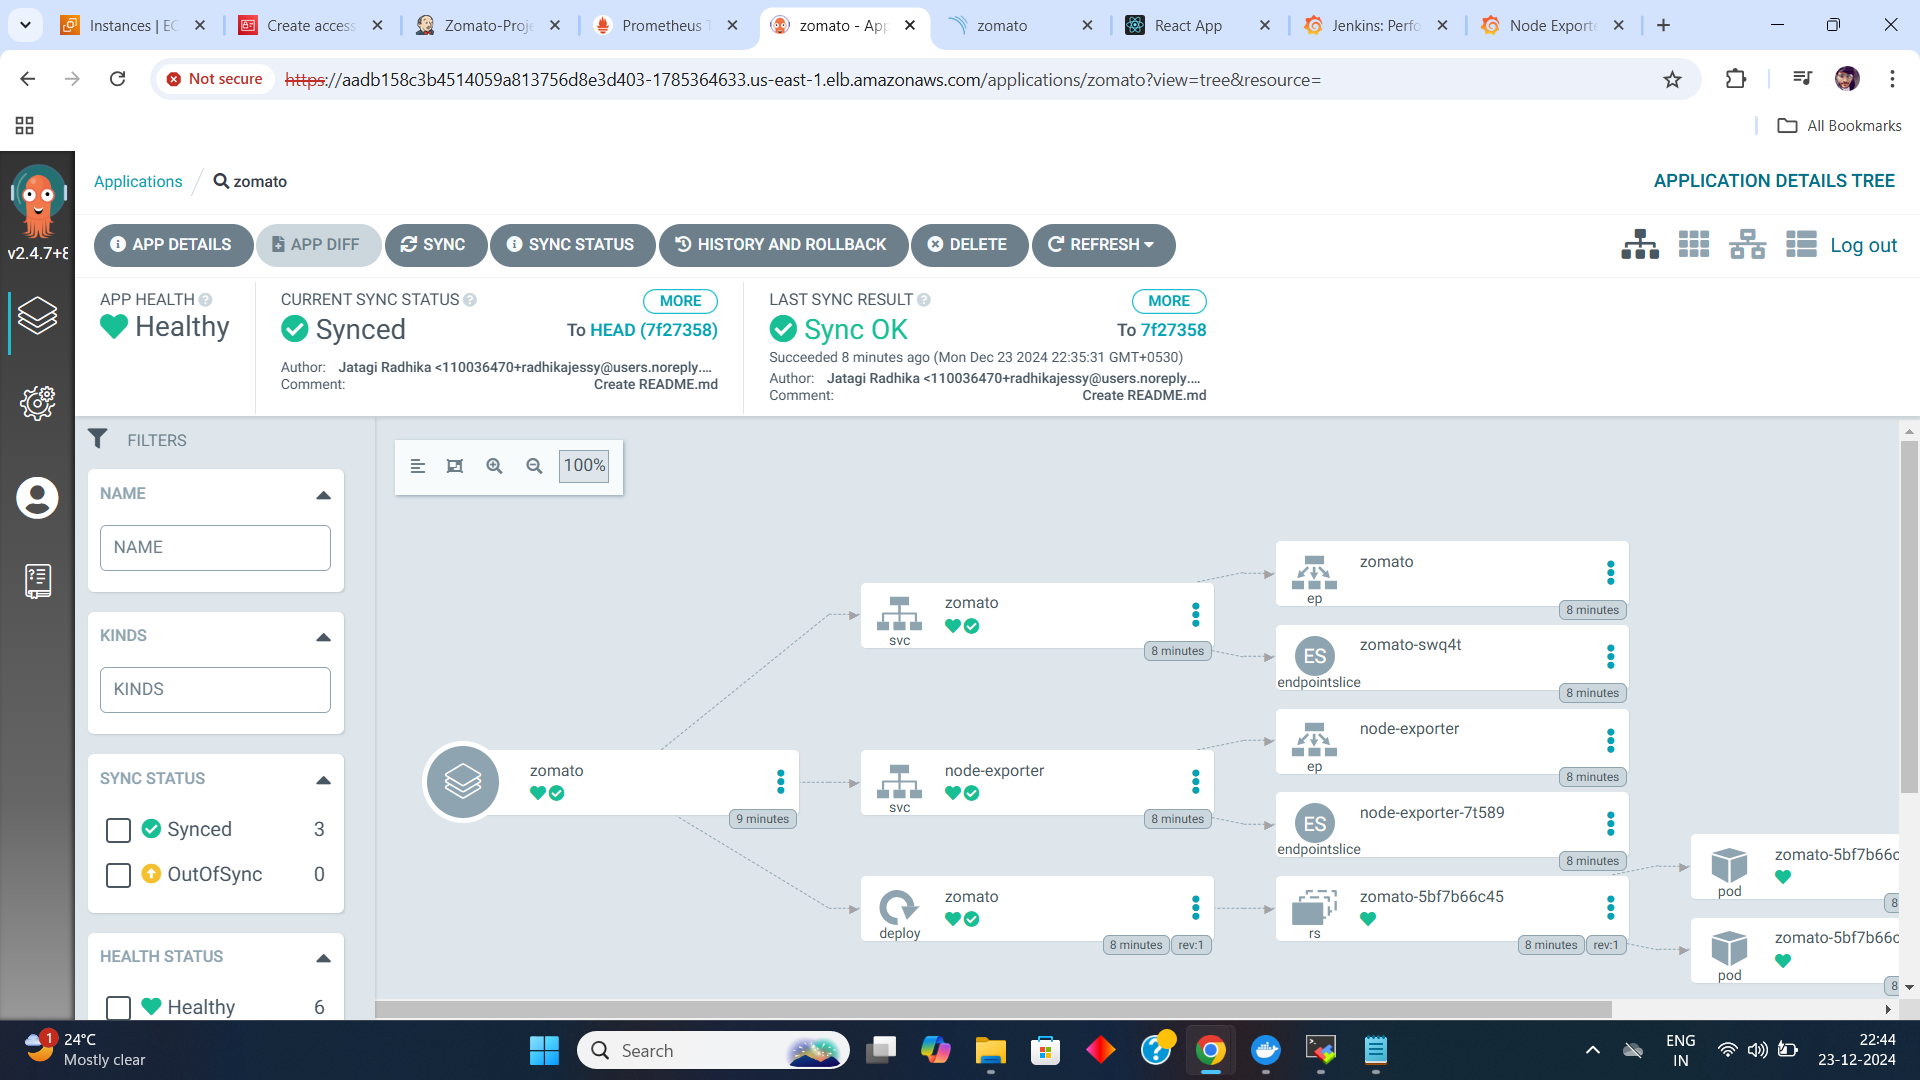 Instances | EC
Create access
Zomato-Proje
Prometheus T
zomato - App
zomato
React App
Jenkins: Perfo
Node Exporte
Not secure
https://aadb158c3b4514059a813756d8e3d403-1785364633.us-east-1.elb.amazonaws.com/applications/zomato?view=tree&resource=
All Bookmarks
v2.4.7+8
Applications / zomato
APPLICATION DETAILS TREE
APP DETAILS
APP DIFF
SYNC
SYNC STATUS
HISTORY AND ROLLBACK
DELETE
REFRESH
Log out
APP HEALTH
Healthy
CURRENT SYNC STATUS
MORE
Synced
To HEAD (7f27358)
Author: Jatagi Radhika <110036470+radhikajessy@users.noreply....
Comment: Create README.md
LAST SYNC RESULT
MORE
Sync OK
To 7f27358
Succeeded 8 minutes ago (Mon Dec 23 2024 22:35:31 GMT+0530)
Author: Jatagi Radhika <110036470+radhikajessy@users.noreply....
Comment: Create README.md
FILTERS
NAME
NAME
KINDS
KINDS
SYNC STATUS
Synced 3
OutOfSync 0
HEALTH STATUS
Healthy 6
100%
zomato
9 minutes
zomato
svc
8 minutes
node-exporter
svc
8 minutes
zomato
deploy
8 minutes
rev:1
zomato
ep
8 minutes
ES
zomato-swq4t
endpointslice
8 minutes
node-exporter
ep
8 minutes
ES
node-exporter-7t589
endpointslice
8 minutes
zomato-5bf7b66c45
rs
8 minutes
rev:1
zomato-5bf7b66c
pod
8
zomato-5bf7b66c
pod
8
1
24°C
Mostly clear
Search
ENG
IN
22:44
23-12-2024